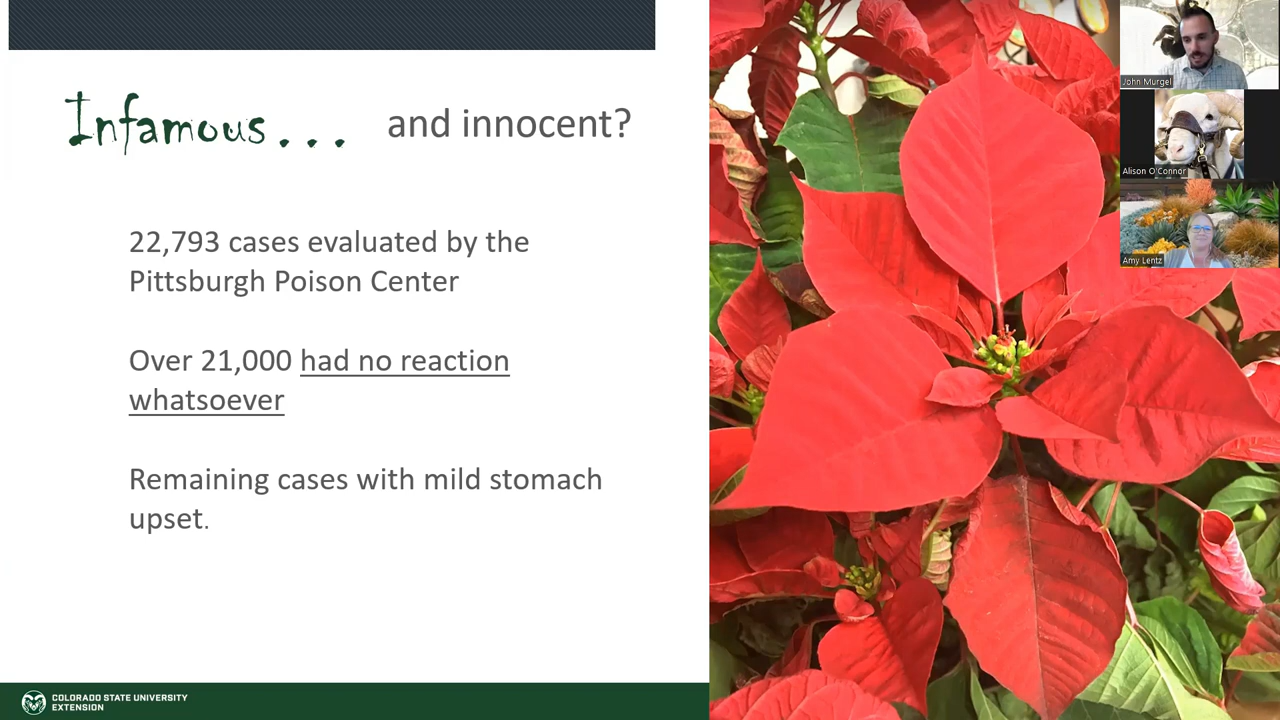 Infamous... and innocent?
22,793 cases evaluated by the
Pittsburgh Poison Center
Over 21,000 had no reaction
whatsoever
Remaining cases with mild stomach
upset.
COLORADO STATE UNIVERSITY
EXTENSION
John Murgel
Alison O'Connor
Amy Lentz